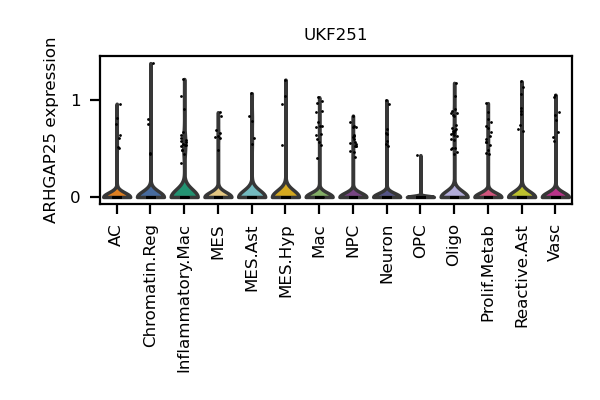 UKF251
ARHGAP25 expression
1
0
AC
Chromatin.Reg
Inflammatory.Mac
MES
MES.Ast
MES.Hyp
Mac
NPC
Neuron
OPC
Oligo
Prolif.Metab
Reactive.Ast
Vasc